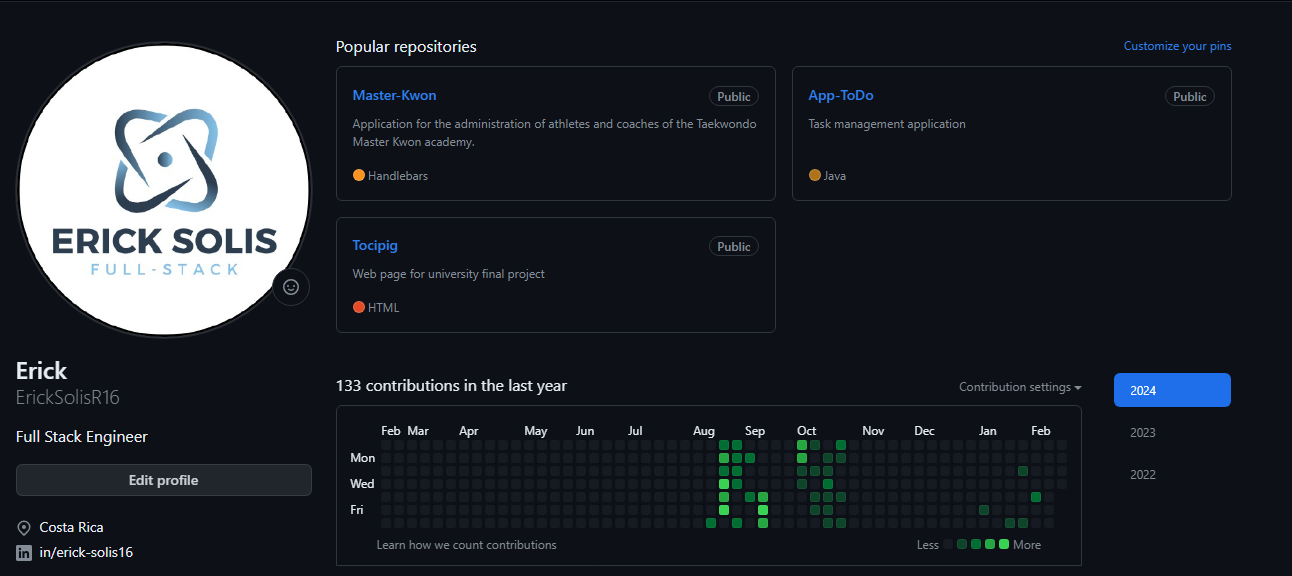 ERICK SOLIS
FULL-STACK
Erick
ErickSolisR16
Full Stack Engineer
Edit profile
Costa Rica
in/erick-solis16
Popular repositories
Customize your pins
Master-Kwon
Public
Application for the administration of athletes and coaches of the Taekwondo
Master Kwon academy.
Handlebars
App-ToDo
Public
Task management application
Java
Tocipig
Public
Web page for university final project
HTML
133 contributions in the last year
Contribution settings
Feb Mar Apr May Jun Jul Aug Sep Oct Nov Dec Jan Feb
Mon
Wed
Fri
Learn how we count contributions
Less More
2024
2023
2022